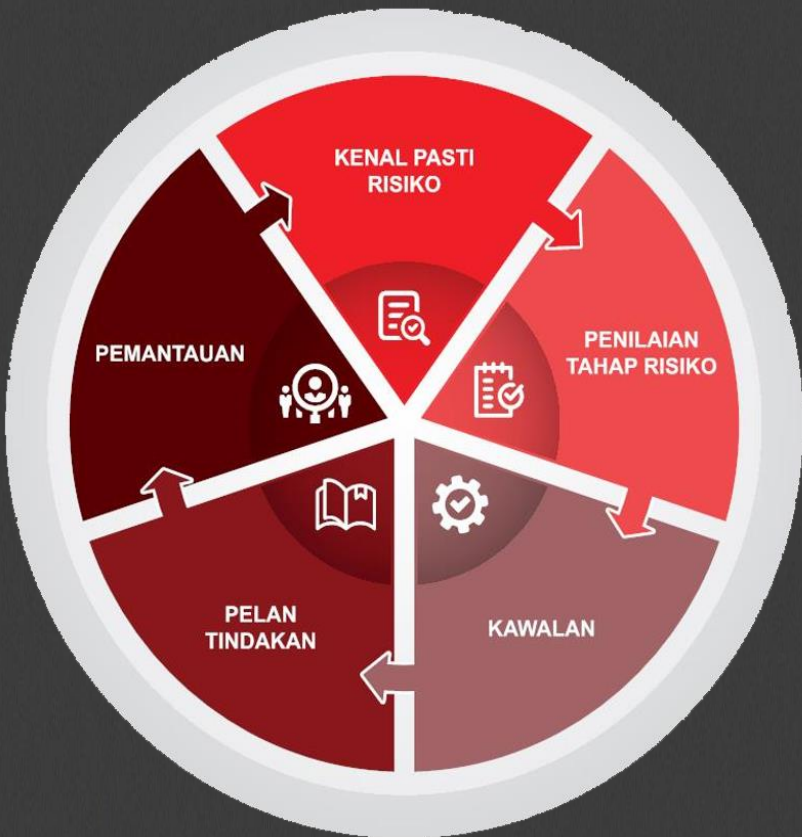 KENAL PASTI
RISIKO
PENILAIAN
TAHAP RISIKO
KAWALAN
PELAN
TINDAKAN
PEMANTAUAN